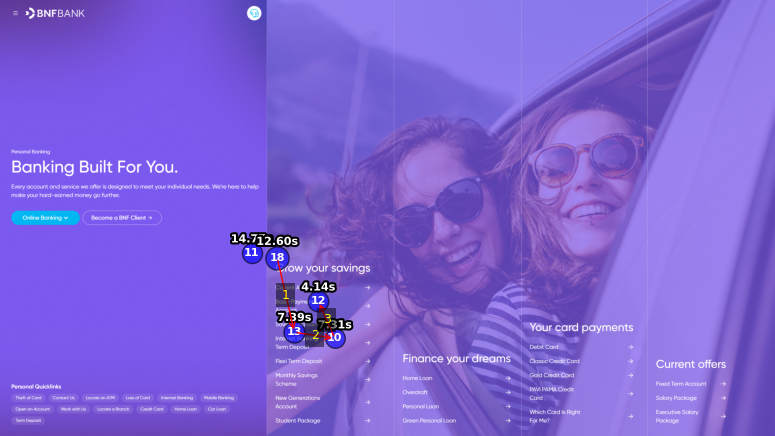 BNFBANK
Personal Banking
Banking Built For You.
Every account and service we offer is designed to meet your individual needs. We're here to help
make your hard-earned money go further.
Online Banking
Become a BNF Client →
Personal Quicklinks
Theft of Card
Contact Us
Locate an ATM
Loss of Card
Internet Banking
Mobile Banking
Open an Account
Work with Us
Locate a Branch
Credit Card
Home Loan
Car Loan
Term Deposit
12.60s
11
18
your savings
1
4.14s
12
3
7.39s
13
2
10
Term Deposit
Flexi Term Deposit
Monthly Savings
Scheme
New Generations
Account
Student Package
Finance your dreams
Home Loan
Overdraft
Personal Loan
Green Personal Loan
Your card payments
Debit Card
Classic Credit Card
Gold Credit Card
PAVI PAMA Credit
Card
Which Card Is Right
For Me?
Current offers
Fixed Term Account
Salary Package
Executive Salary
Package